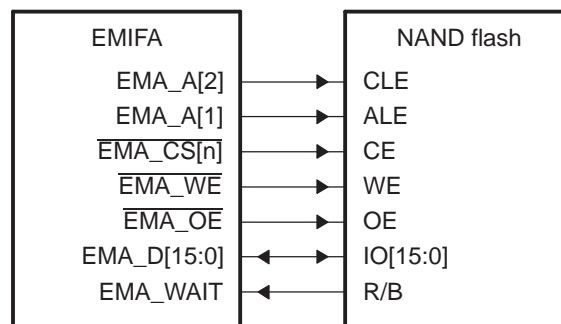 EMIFA NAND flash
EMA_A[2] CLE
EMA_A[1] ALE
EMA_CS[n] CE
EMA_WE WE
EMA_OE OE
EMA_D[15:0] IO[15:0]
EMA_WAIT R/B